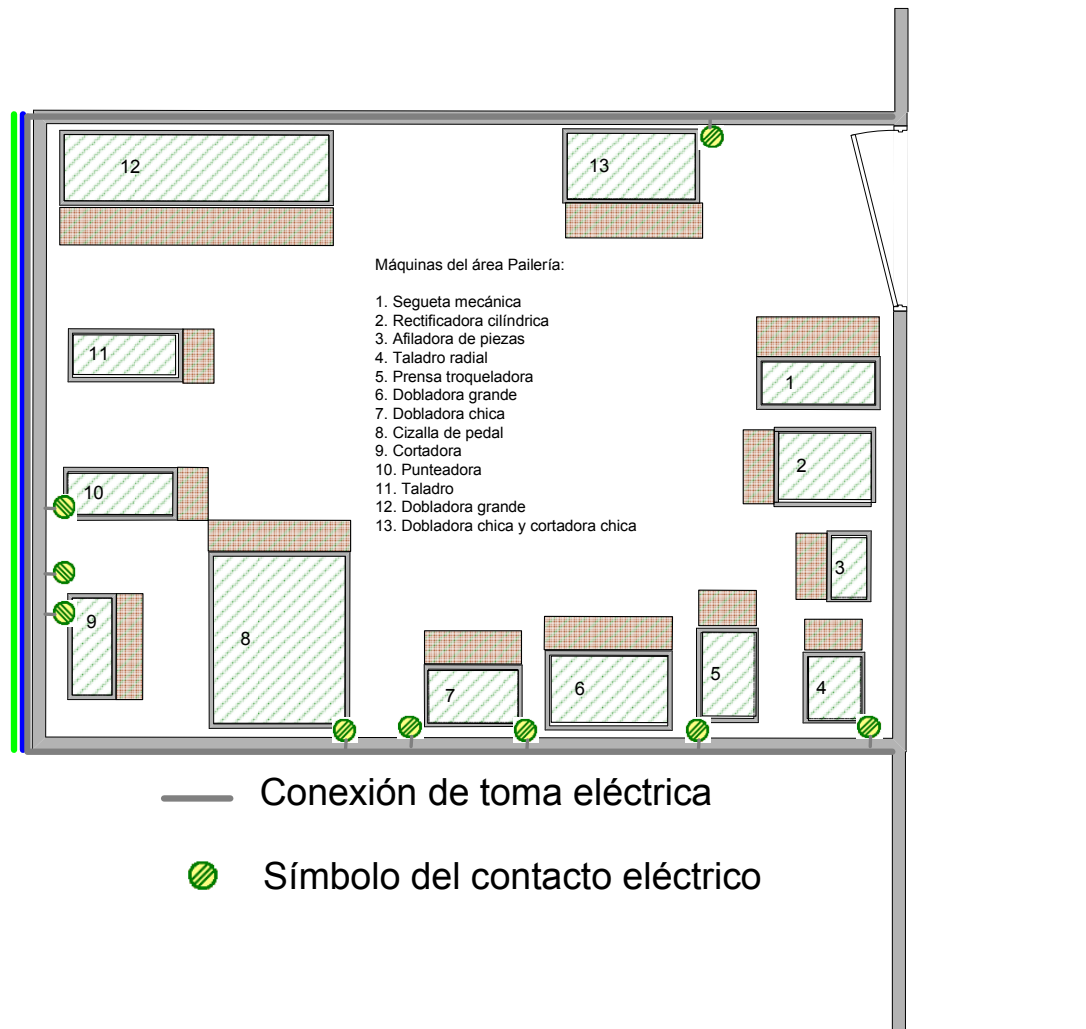 12
13
Máquinas del área Pailería:
1. Segueta mecánica
2. Rectificadora cilíndrica
3. Afiladora de piezas
4. Taladro radial
5. Prensa troqueladora
6. Dobladora grande
7. Dobladora chica
8. Cizalla de pedal
9. Cortadora
10. Punteadora
11. Taladro
12. Dobladora grande
13. Dobladora chica y cortadora chica
11
1
2
10
3
9
8
7
6
5
4
Conexión de toma eléctrica
Símbolo del contacto eléctrico